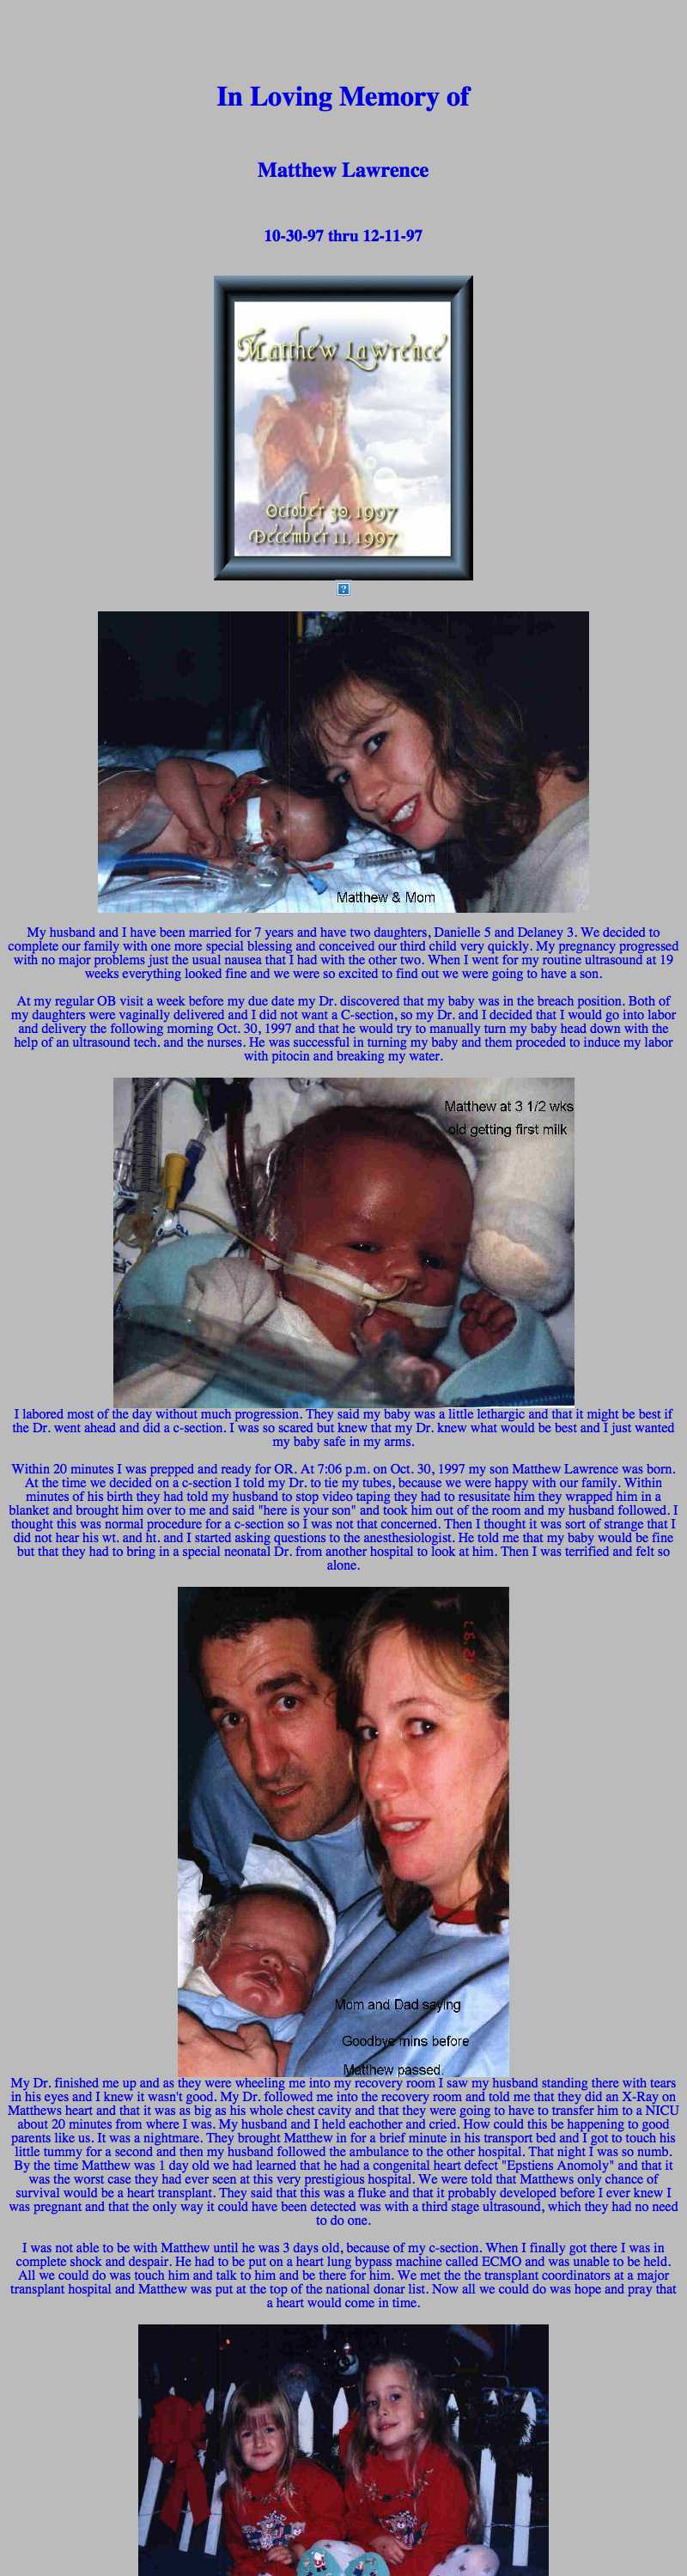 In Loving Memory of
Matthew Lawrence
10-30-97 thru 12-11-97
Matthew Lawrence
October 30, 1997
December 11, 1997
?
Matthew & Mom
My husband and I have been married for 7 years and have two daughters, Danielle 5 and Delaney 3. We decided to
complete our family with one more special blessing and conceived our third child very quickly. My pregnancy progressed
with no major problems just the usual nausea that I had with the other two. When I went for my routine ultrasound at 19
weeks everything looked fine and we were so excited to find out we were going to have a son.
At my regular OB visit a week before my due date my Dr. discovered that my baby was in the breach position. Both of
my daughters were vaginally delivered and I did not want a C-section, so my Dr. and I decided that I would go into labor
and delivery the following morning Oct. 30, 1997 and that he would try to manually turn my baby head down with the
help of an ultrasound tech. and the nurses. He was successful in turning my baby and them proceded to induce my labor
with pitocin and breaking my water.
Matthew at 3 1/2 wks
old getting first milk
I labored most of the day without much progression. They said my baby was a little lethargic and that it might be best if
the Dr. went ahead and did a c-section. I was so scared but knew that my Dr. knew what would be best and I just wanted
my baby safe in my arms.
Within 20 minutes I was prepped and ready for OR. At 7:06 p.m. on Oct. 30, 1997 my son Matthew Lawrence was born.
At the time we decided on a c-section I told my Dr. to tie my tubes, because we were happy with our family. Within
minutes of his birth they had told my husband to stop video taping they had to resusitate him they wrapped him in a
blanket and brought him over to me and said "here is your son" and took him out of the room and my husband followed. I
thought this was normal procedure for a c-section so I was not that concerned. Then I thought it was sort of strange that I
did not hear his wt. and ht. and I started asking questions to the anesthesiologist. He told me that my baby would be fine
but that they had to bring in a special neonatal Dr. from another hospital to look at him. Then I was terrified and felt so
alone.
Mom and Dad saying
Goodbye mins before
Matthew passed.
My Dr. finished me up and as they were wheeling me into my recovery room I saw my husband standing there with tears
in his eyes and I knew it wasn't good. My Dr. followed me into the recovery room and told me that they did an X-Ray on
Matthews heart and that it was as big as his whole chest cavity and that they were going to have to transfer him to a NICU
about 20 minutes from where I was. My husband and I held eachother and cried. How could this be happening to good
parents like us. It was a nightmare. They brought Matthew in for a brief minute in his transport bed and I got to touch his
little tummy for a second and then my husband followed the ambulance to the other hospital. That night I was so numb.
By the time Matthew was 1 day old we had learned that he had a congenital heart defect "Epstiens Anomoly" and that it
was the worst case they had ever seen at this very prestigious hospital. We were told that Matthews only chance of
survival would be a heart transplant. They said that this was a fluke and that it probably developed before I ever knew I
was pregnant and that the only way it could have been detected was with a third stage ultrasound, which they had no need
to do one.
I was not able to be with Matthew until he was 3 days old, because of my c-section. When I finally got there I was in
complete shock and despair. He had to be put on a heart lung bypass machine called ECMO and was unable to be held.
All we could do was touch him and talk to him and be there for him. We met the the transplant coordinators at a major
transplant hospital and Matthew was put at the top of the national donar list. Now all we could do was hope and pray that
a heart would come in time.